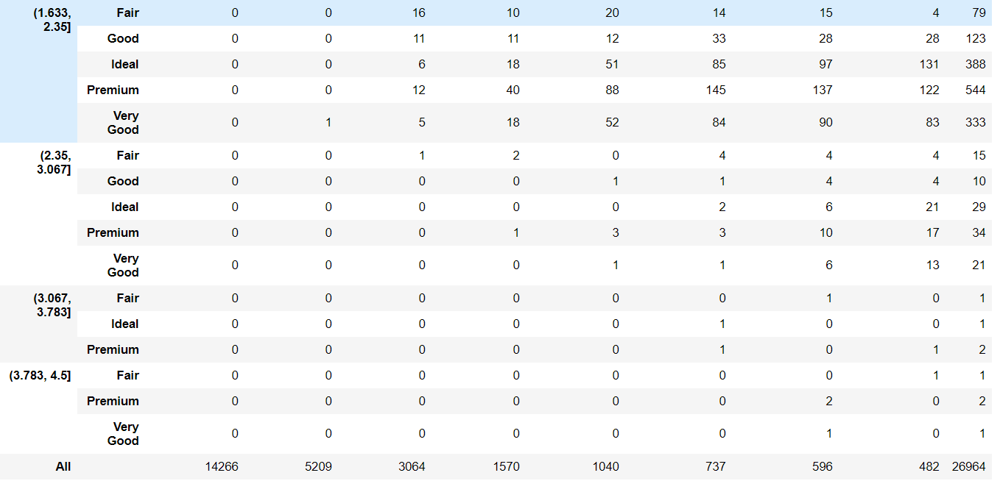 (1.633, 2.35] Fair 0 0 16 10 20 14 15 4 79
Good 0 0 11 11 12 33 28 28 123
Ideal 0 0 6 18 51 85 97 131 388
Premium 0 0 12 40 88 145 137 122 544
Very Good 0 1 5 18 52 84 90 83 333
(2.35, 3.067] Fair 0 0 1 2 0 4 4 4 15
Good 0 0 0 0 1 1 4 4 10
Ideal 0 0 0 0 0 2 6 21 29
Premium 0 0 0 1 3 3 10 17 34
Very Good 0 0 0 0 1 1 6 13 21
(3.067, 3.783] Fair 0 0 0 0 0 0 1 0 1
Ideal 0 0 0 0 0 1 0 0 1
Premium 0 0 0 0 0 1 0 1 2
(3.783, 4.5] Fair 0 0 0 0 0 0 0 1 1
Premium 0 0 0 0 0 0 2 0 2
Very Good 0 0 0 0 0 0 1 0 1
All 14266 5209 3064 1570 1040 737 596 482 26964